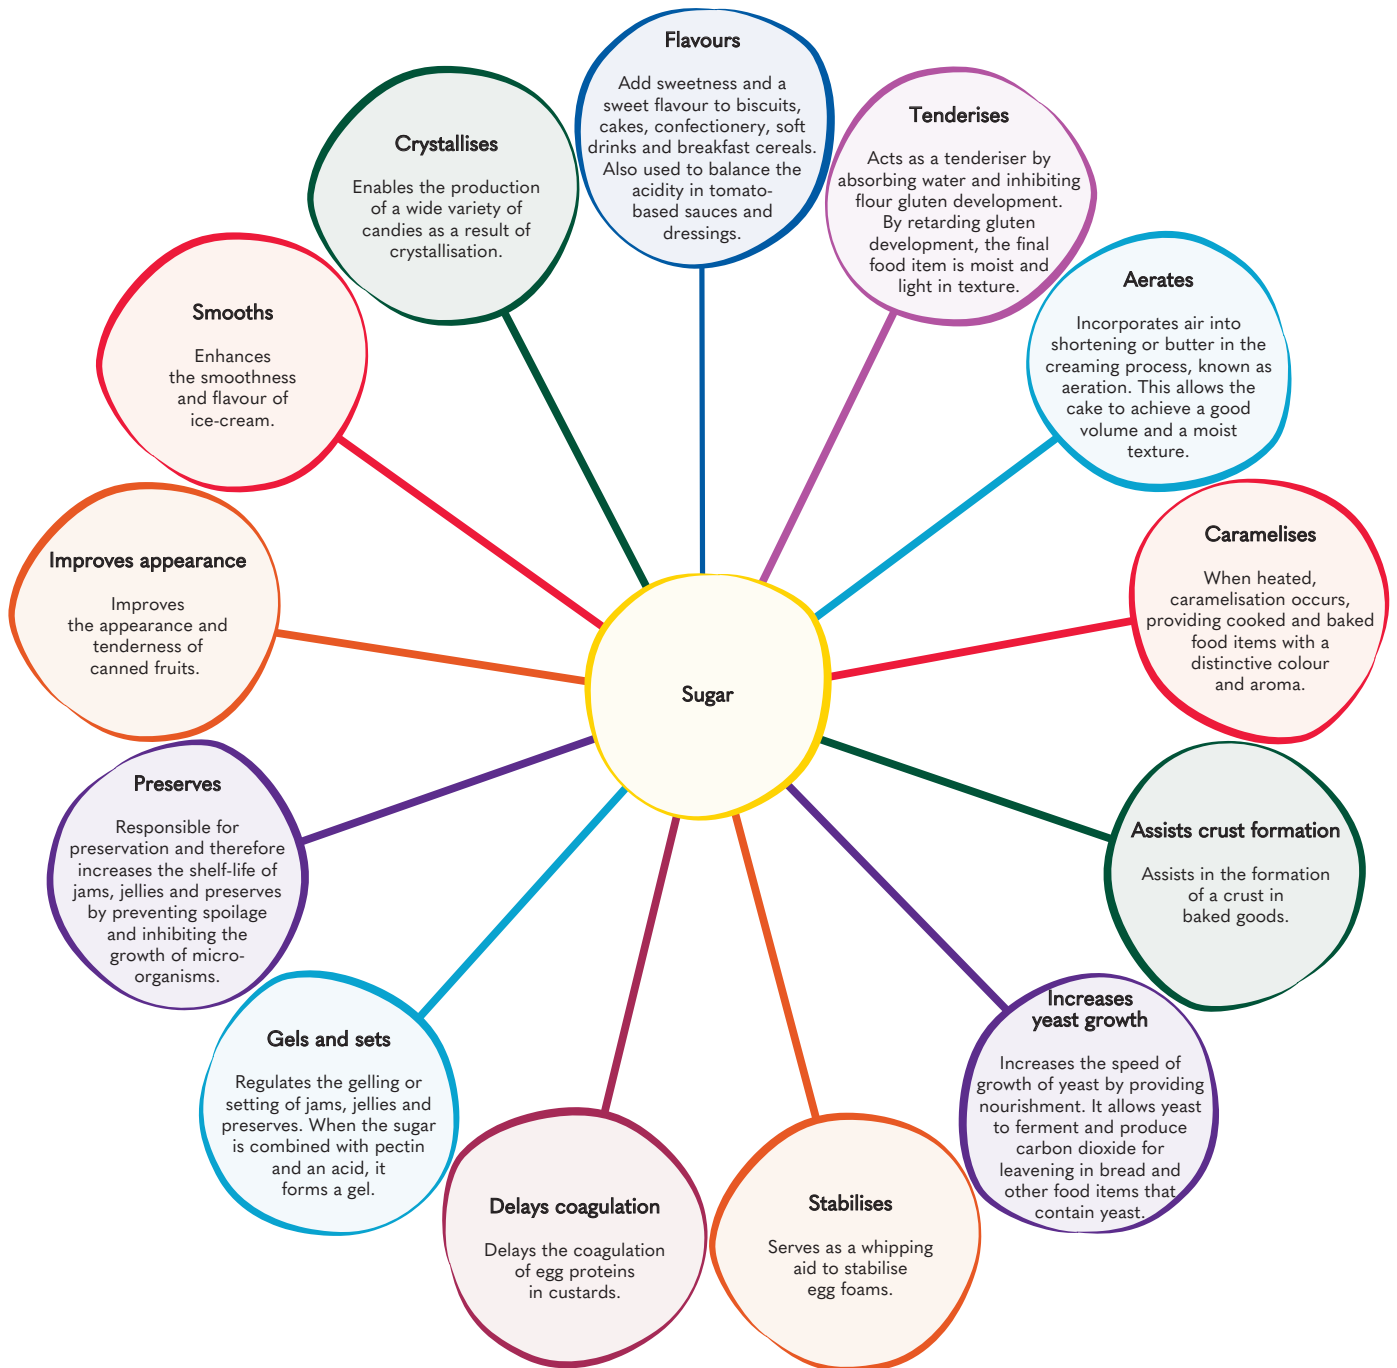 Flavours
Add sweetness and a
sweet flavour to biscuits,
cakes, confectionery, soft
drinks and breakfast cereals.
Also used to balance the
acidity in tomato-
based sauces and
dressings.
Tenderises
Acts as a tenderiser by
absorbing water and inhibiting
flour gluten development.
By retarding gluten
development, the final
food item is moist and
light in texture.
Aerates
Incorporates air into
shortening or butter in the
creaming process, known as
aeration. This allows the
cake to achieve a good
volume and a moist
texture.
Caramelises
When heated,
caramelisation occurs,
providing cooked and baked
food items with a
distinctive colour
and aroma.
Assists crust formation
Assists in the formation
of a crust in
baked goods.
Increases
yeast growth
Increases the speed of
growth of yeast by providing
nourishment. It allows yeast
to ferment and produce
carbon dioxide for
leavening in bread and
other food items that
contain yeast.
Stabilises
Serves as a whipping
aid to stabilise
egg foams.
Delays coagulation
Delays the coagulation
of egg proteins
in custards.
Gels and sets
Regulates the gelling or
setting of jams, jellies and
preserves. When the sugar
is combined with pectin
and an acid, it
forms a gel.
Preserves
Responsible for
preservation and therefore
increases the shelf-life of
jams, jellies and preserves
by preventing spoilage
and inhibiting the
growth of micro-
organisms.
Improves appearance
Improves
the appearance and
tenderness of
canned fruits.
Smooths
Enhances
the smoothness
and flavour of
ice-cream.
Crystallises
Enables the production
of a wide variety of
candies as a result of
crystallisation.
Sugar